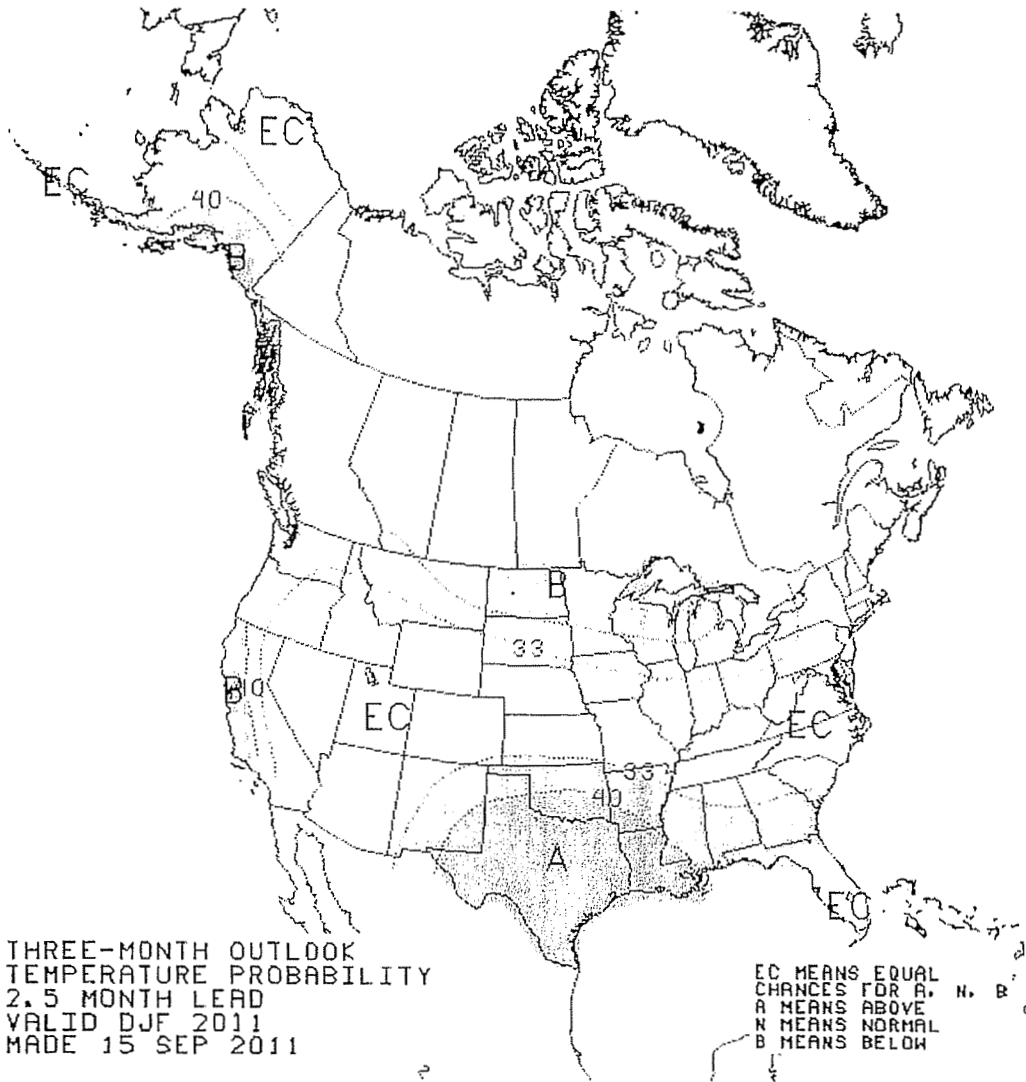 EC
EC
40
B
B
33
B
40
EC
EC
33
40
A
EC
THREE-MONTH OUTLOOK
TEMPERATURE PROBABILITY
2.5 MONTH LEAD
VALID DJF 2011
MADE 15 SEP 2011
EC MEANS EQUAL
CHANCES FOR A, N, B
A MEANS ABOVE
N MEANS NORMAL
B MEANS BELOW